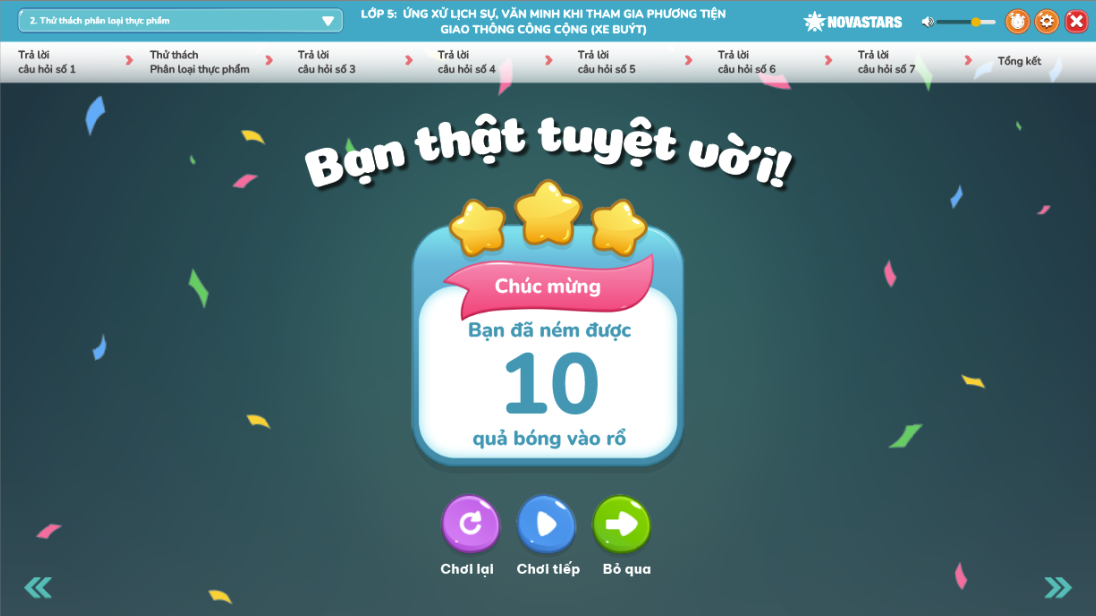 2. Thử thách phân loại thực phẩm
LỚP 5: ỨNG XỬ LỊCH SỰ, VĂN MINH KHI THAM GIA PHƯƠNG TIỆN
GIAO THÔNG CÔNG CỘNG (XE BUÝT)
NOVASTARS
Trả lời
câu hỏi số 1
Thử thách
Phân loại thực phẩm
Trả lời
câu hỏi số 3
Trả lời
câu hỏi số 4
Trả lời
câu hỏi số 5
Trả lời
câu hỏi số 6
Trả lời
câu hỏi số 7
Tổng kết
Bạn thật tuyệt vời!
Chúc mừng
Bạn đã ném được
10
quả bóng vào rổ
Chơi lại
Chơi tiếp
Bỏ qua